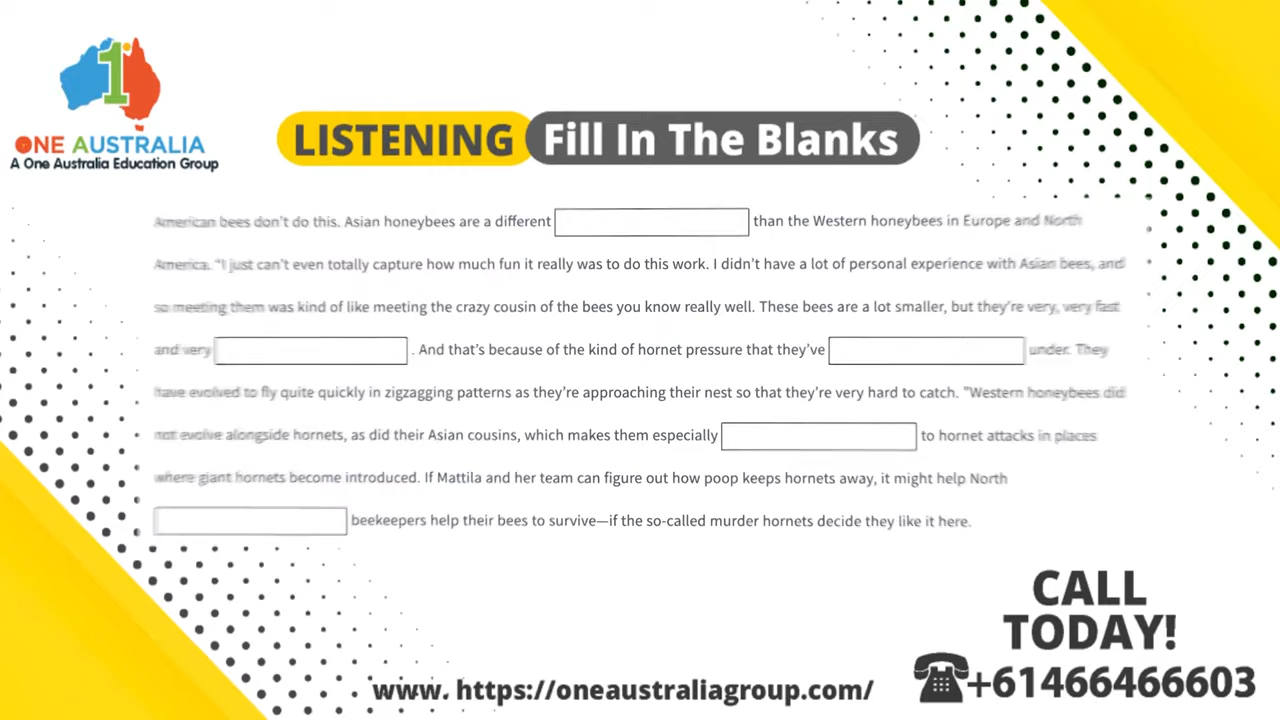 1
ONE AUSTRALIA
A One Australia Education Group
LISTENING Fill In The Blanks
American bees don't do this. Asian honeybees are a different than the Western honeybees in Europe and North
America. "I just can't even totally capture how much fun it really was to do this work. I didn't have a lot of personal experience with Asian bees, and
so meeting them was kind of like meeting the crazy cousin of the bees you know really well. These bees are a lot smaller, but they're very, very fast
and very . And that's because of the kind of hornet pressure that they've under. They
have evolved to fly quite quickly in zigzagging patterns as they're approaching their nest so that they're very hard to catch. "Western honeybees did
not evolve alongside hornets, as did their Asian cousins, which makes them especially to hornet attacks in places
where giant hornets become introduced. If Mattila and her team can figure out how poop keeps hornets away, it might help North
beekeepers help their bees to survive—if the so-called murder hornets decide they like it here.
CALL
TODAY!
+61466466603
www. https://oneaustraliagroup.com/